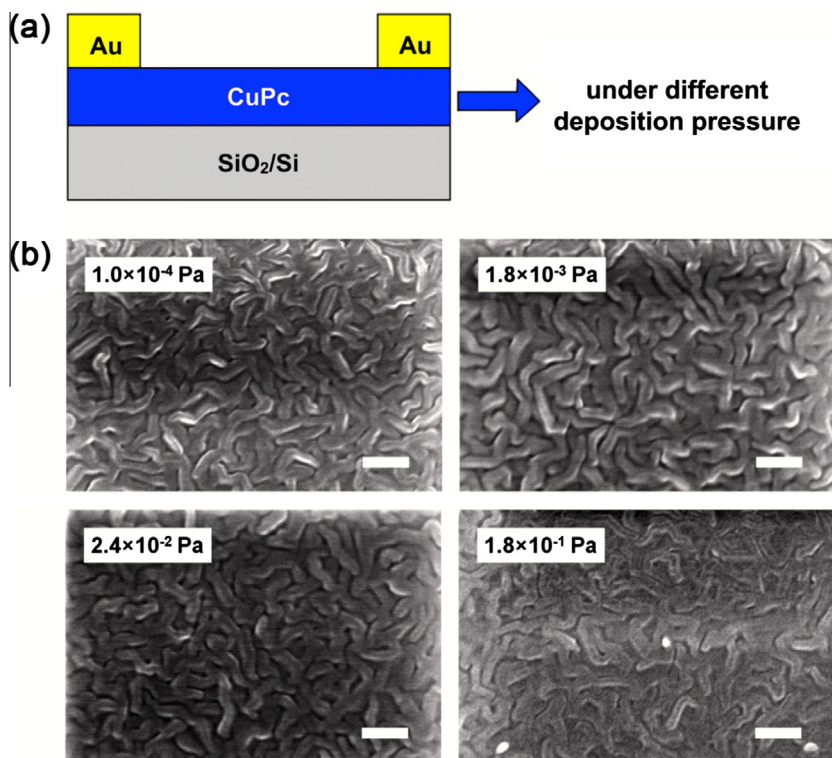 (a)
Au
Au
CuPc
SiO₂/Si
under different
deposition pressure
(b)
1.0×10⁻⁴ Pa
1.8×10⁻³ Pa
2.4×10⁻² Pa
1.8×10⁻¹ Pa